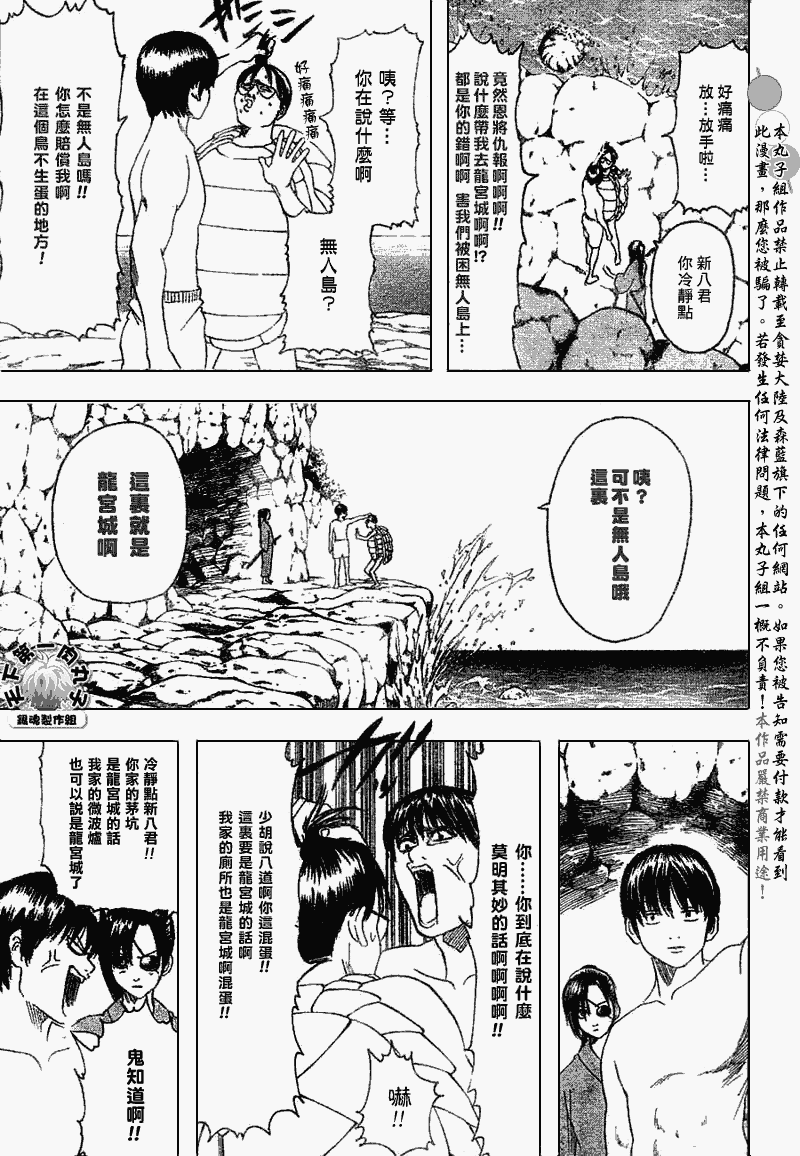 好痛痛
放…放手啦…
新八君
你冷靜點
竟然恩將仇報啊啊啊!!
說什麼帶我去龍宮城啊啊!?
都是你的錯啊啊 害我們被困無人島上…
咦?等…
你在說什麼啊
好痛痛痛痛痛
無人島?
不是無人島嗎!!
你怎麼賠償我啊
在這個鳥不生蛋的地方!
咦?
可不是無人島哦
這裏
這裏就是
龍宮城啊
天下第一肉丸子
銀魂製作組
你……你到底在說什麼
莫明其妙的話啊啊啊啊!!
少胡說八道啊你這混蛋!!
這裏要是龍宮城的話啊
我家的廁所也是龍宮城啊混蛋!!
嚇!!
冷靜點新八君!!
你家的茅坑
是龍宮城的話
我家的微波爐
也可以說是龍宮城了
鬼知道啊!!
本丸子組作品禁止轉載至貪婪大陸及森藍旗下的任何網站。如果您被告知需要付款才能看到
此漫畫,那麼您被騙了。若發生任何法律問題,本丸子組一概不負責!本作品嚴禁商業用途!